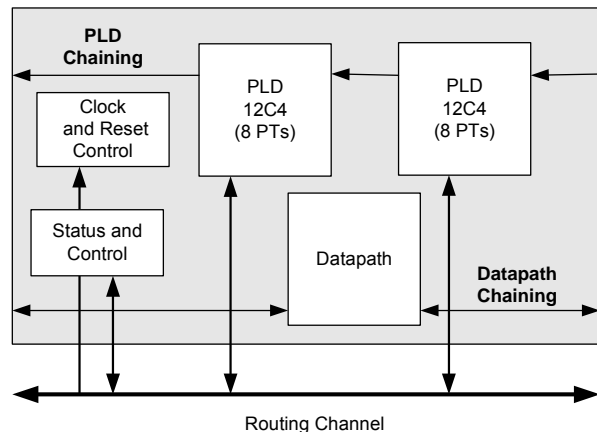 PLD
Chaining
PLD
12C4
(8 PTs)
PLD
12C4
(8 PTs)
Clock
and Reset
Control
Status and
Control
Datapath
Datapath
Chaining
Routing Channel